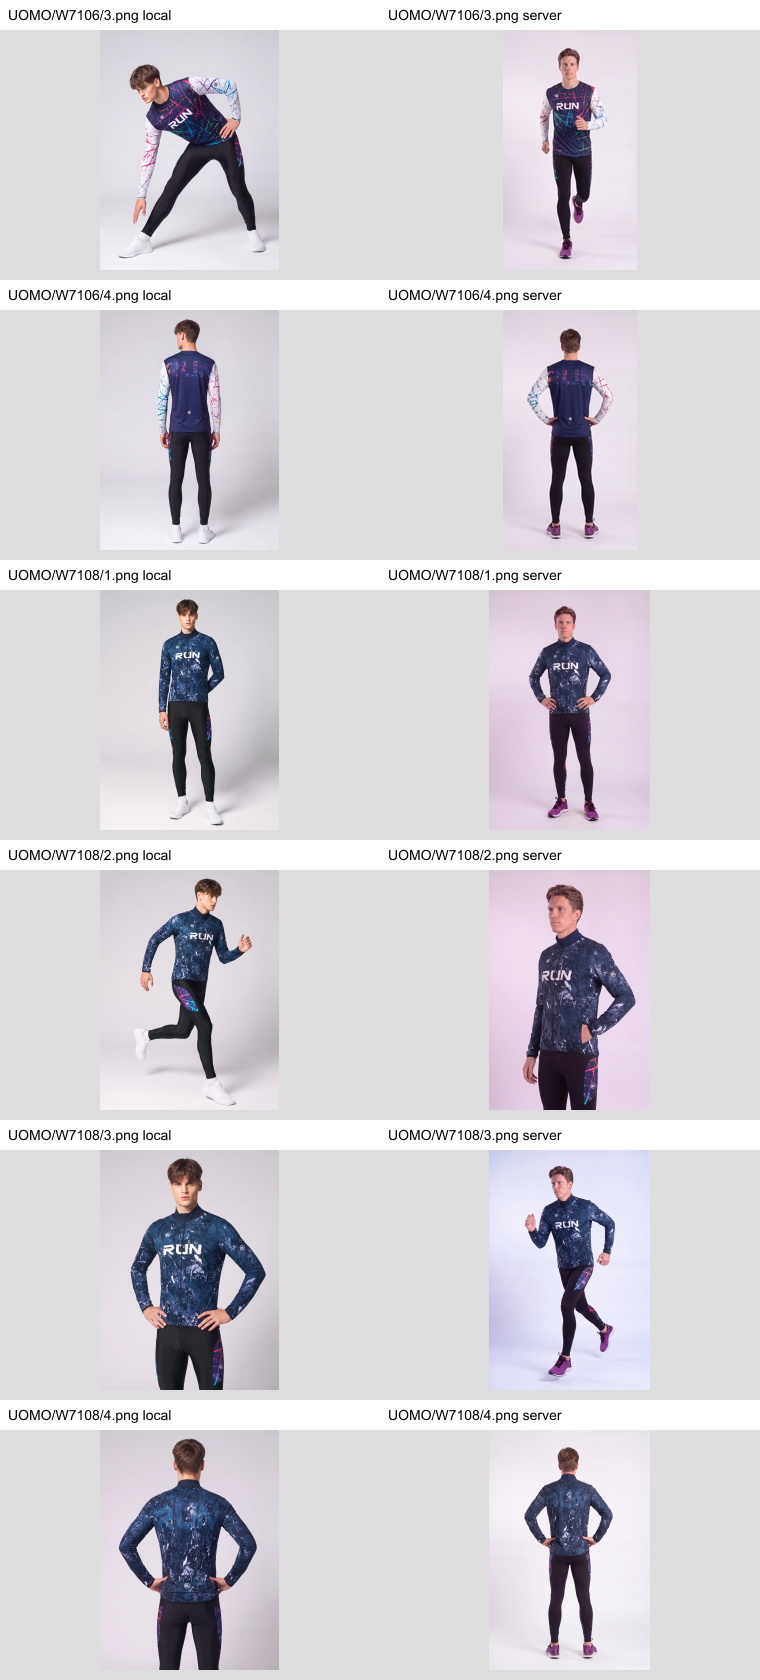 UOMO/W7106/3.png local
UOMO/W7106/3.png server
RUN
RUN
UOMO/W7106/4.png local
UOMO/W7106/4.png server
UOMO/W7108/1.png local
UOMO/W7108/1.png server
RUN
RUN
UOMO/W7108/2.png local
UOMO/W7108/2.png server
RUN
RUN
UOMO/W7108/3.png local
UOMO/W7108/3.png server
RUN
RUN
UOMO/W7108/4.png local
UOMO/W7108/4.png server